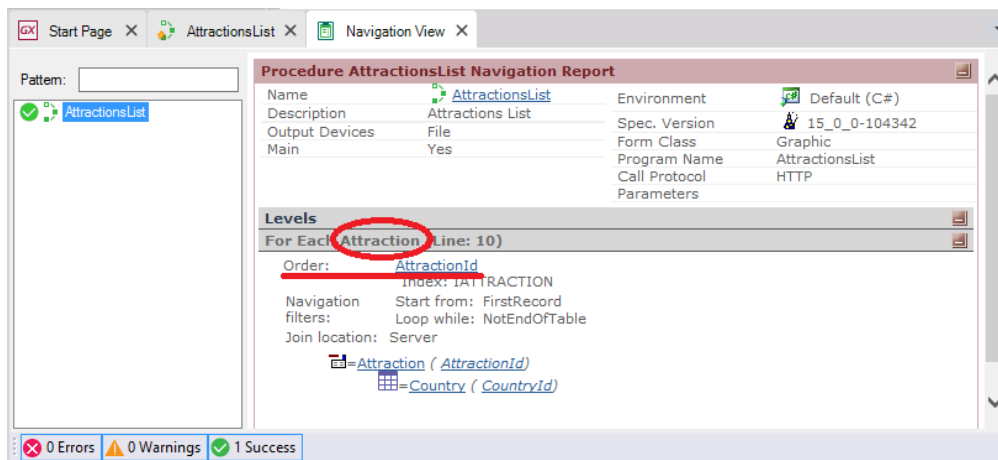 GX Start Page X AttractionsList X Navigation View X
Pattern:
AttractionsList
Procedure AttractionsList Navigation Report
Name AttractionsList
Description Attractions List
Output Devices File
Main Yes
Environment Default (C#)
Spec. Version 15_0_0-104342
Form Class Graphic
Program Name AttractionsList
Call Protocol HTTP
Parameters
Levels
For Each Attraction (Line: 10)
Order: AttractionId
Index: IATTRACTION
Navigation filters: Start from: FirstRecord
Loop while: NotEndOfTable
Join location: Server
=Attraction ( AttractionId)
=Country ( CountryId)
0 Errors 0 Warnings 1 Success